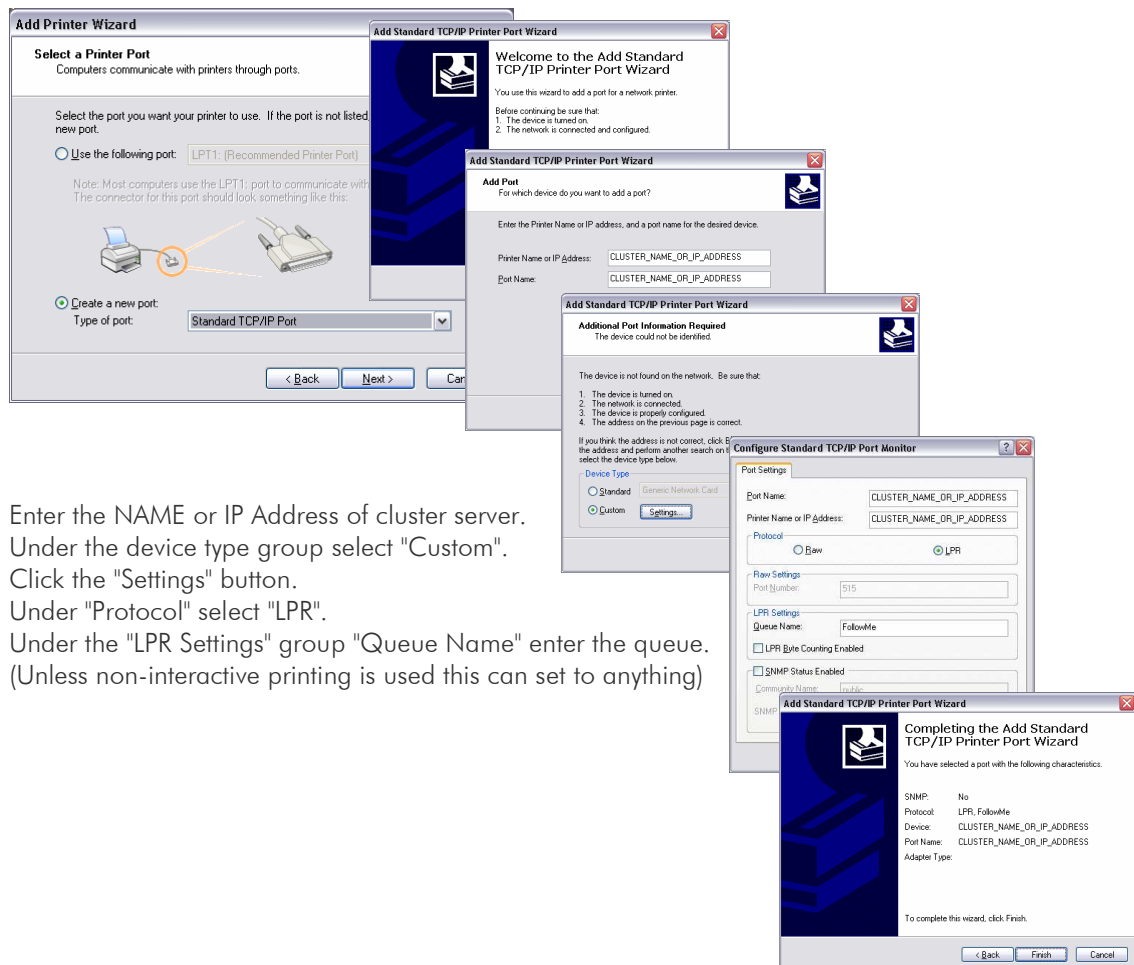 Add Printer Wizard
Select a Printer Port
Computers communicate with printers through ports.
Select the port you want your printer to use. If the port is not listed,
new port.
Use the following port:
LPT1: (Recommended Printer Port)
Note: Most computers use the LPT1: port to communicate with
The connector for this port should look something like this:
Create a new port:
Type of port:
Standard TCP/IP Port
< Back
Next >
Add Standard TCP/IP Printer Port Wizard
Welcome to the Add Standard
TCP/IP Printer Port Wizard
You use this wizard to add a port for a network printer.
Before continuing be sure that:
1. The device is turned on.
2. The network is connected and configured.
Add Standard TCP/IP Printer Port Wizard
Add Port
For which device do you want to add a port?
Enter the Printer Name or IP address, and a port name for the desired device.
Printer Name or IP Address:
CLUSTER_NAME_OR_IP_ADDRESS
Port Name:
CLUSTER_NAME_OR_IP_ADDRESS
Add Standard TCP/IP Printer Port Wizard
Additional Port Information Required
The device could not be identified.
The device is not found on the network. Be sure that:
1. The device is turned on.
2. The network is connected.
3. The device is properly configured.
4. The address on the previous page is correct.
If you think the address is not correct, click
the address and perform another search on
select the device type below.
Device Type
Standard
Generic Network Card
Custom
Settings...
Configure Standard TCP/IP Port Monitor
Port Settings
Port Name:
CLUSTER_NAME_OR_IP_ADDRESS
Printer Name or IP Address:
CLUSTER_NAME_OR_IP_ADDRESS
Protocol
Raw
LPR
Raw Settings
Port Number:
515
LPR Settings
Queue Name:
FollowMe
LPR Byte Counting Enabled
SNMP Status Enabled
Community Name:
public
SNMP
Add Standard TCP/IP Printer Port Wizard
Completing the Add Standard
TCP/IP Printer Port Wizard
You have selected a port with the following characteristics.
SNMP: No
Protocol: LPR, FollowMe
Device: CLUSTER_NAME_OR_IP_ADDRESS
Port Name: CLUSTER_NAME_OR_IP_ADDRESS
Adapter Type:
To complete this wizard, click Finish.
< Back
Finish
Cancel
Enter the NAME or IP Address of cluster server.
Under the device type group select "Custom".
Click the "Settings" button.
Under "Protocol" select "LPR".
Under the "LPR Settings" group "Queue Name" enter the queue.
(Unless non-interactive printing is used this can set to anything)